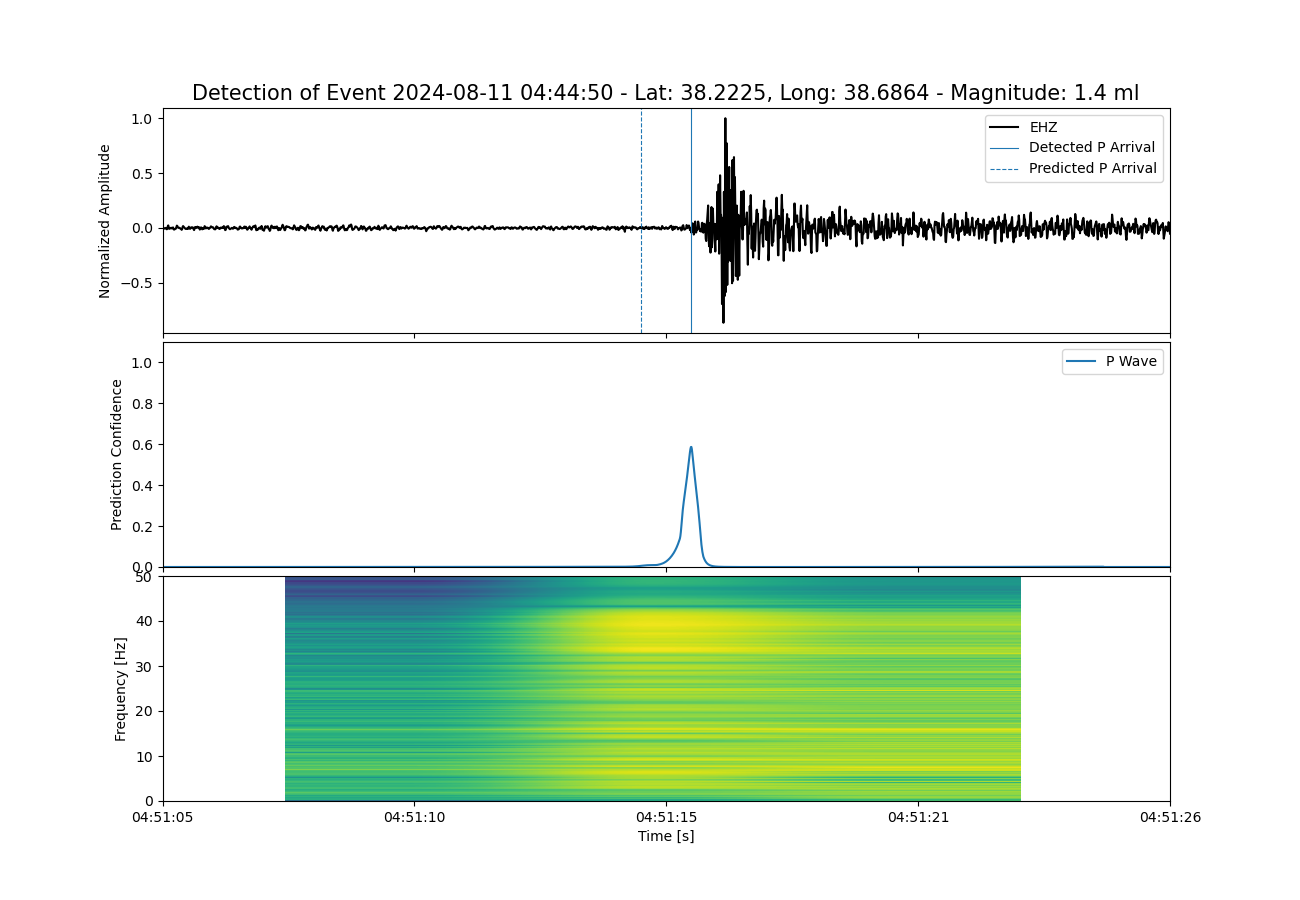 Detection of Event 2024-08-11 04:44:50 - Lat: 38.2225, Long: 38.6864 - Magnitude: 1.4 ml
1.0
0.5
0.0
−0.5
Normalized Amplitude
EHZ
Detected P Arrival
Predicted P Arrival
1.0
0.8
0.6
0.4
0.2
0.0
Prediction Confidence
P Wave
50
40
30
20
10
0
Frequency [Hz]
04:51:05
04:51:10
04:51:15
04:51:21
04:51:26
Time [s]